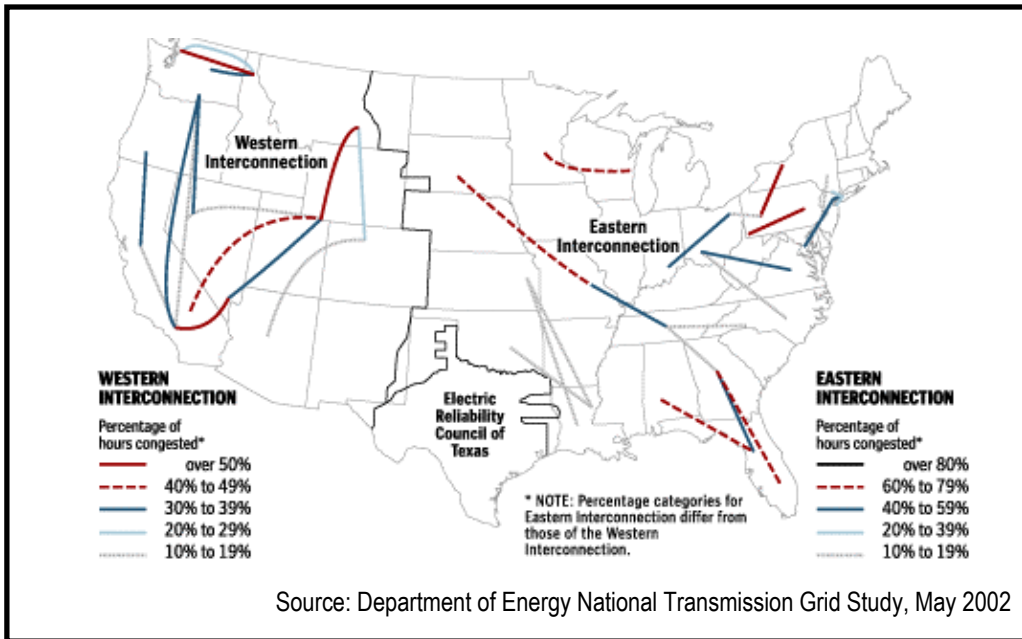 Western
Interconnection
Eastern
Interconnection
WESTERN
INTERCONNECTION
Percentage of
hours congested*
over 50%
40% to 49%
30% to 39%
20% to 29%
10% to 19%
Electric
Reliability
Council of
Texas
* NOTE: Percentage categories for
Eastern Interconnection differ from
those of the Western
Interconnection.
EASTERN
INTERCONNECTION
Percentage of
hours congested*
over 80%
60% to 79%
40% to 59%
20% to 39%
10% to 19%
Source: Department of Energy National Transmission Grid Study, May 2002